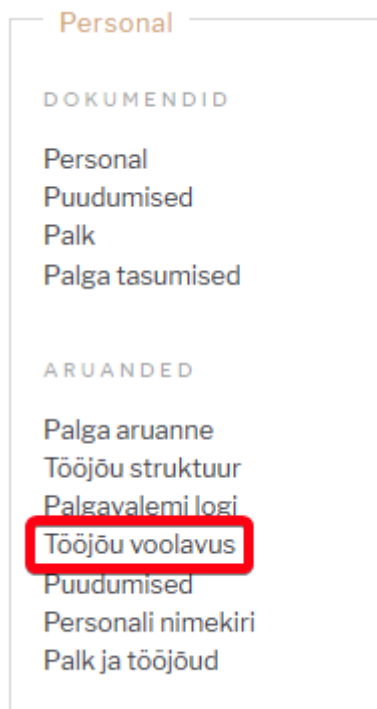 Personal
DOKUMENDID
Personal
Puudumised
Palk
Palga tasumised
ARUANDED
Palga aruanne
Tööjõu struktuur
Palgavalemi logi
Tööjõu voolavus
Puudumised
Personali nimekiri
Palk ja tööjõud